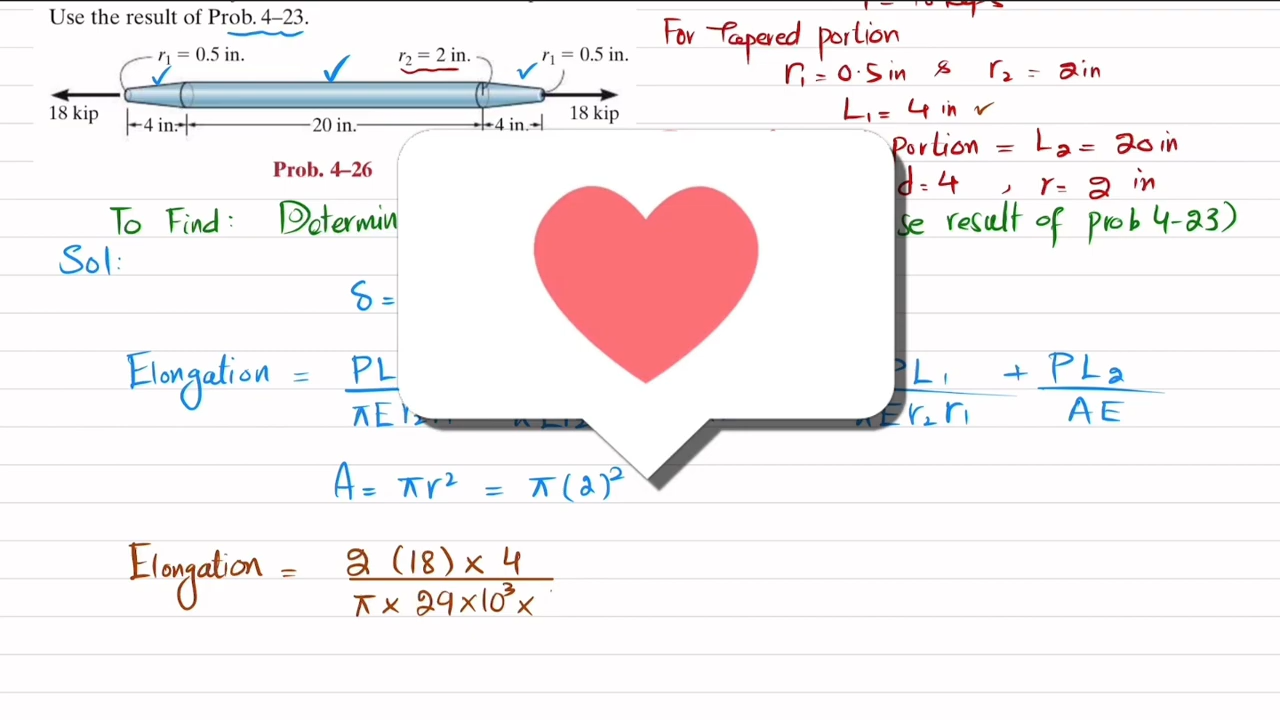 Use the result of Prob. 4–23.
r₁ = 0.5 in.
r₂ = 2 in.
r₁ = 0.5 in.
18 kip
18 kip
4 in.
20 in.
4 in.
Prob. 4–26
For Tapered portion
r₁ = 0.5 in & r₂ = 2 in
L₁ = 4 in ✓
Portion = L₂ = 20 in
d = 4 , r = 2 in
To Find: Determin
se result of prob 4-23)
Sol:
δ =
Elongation = PL
πE r₂
PL₁
r₂ r₁
+ PL₂
AE
A = πr² = π(2)²
Elongation = 2 (18) × 4
π × 29×10³ ×